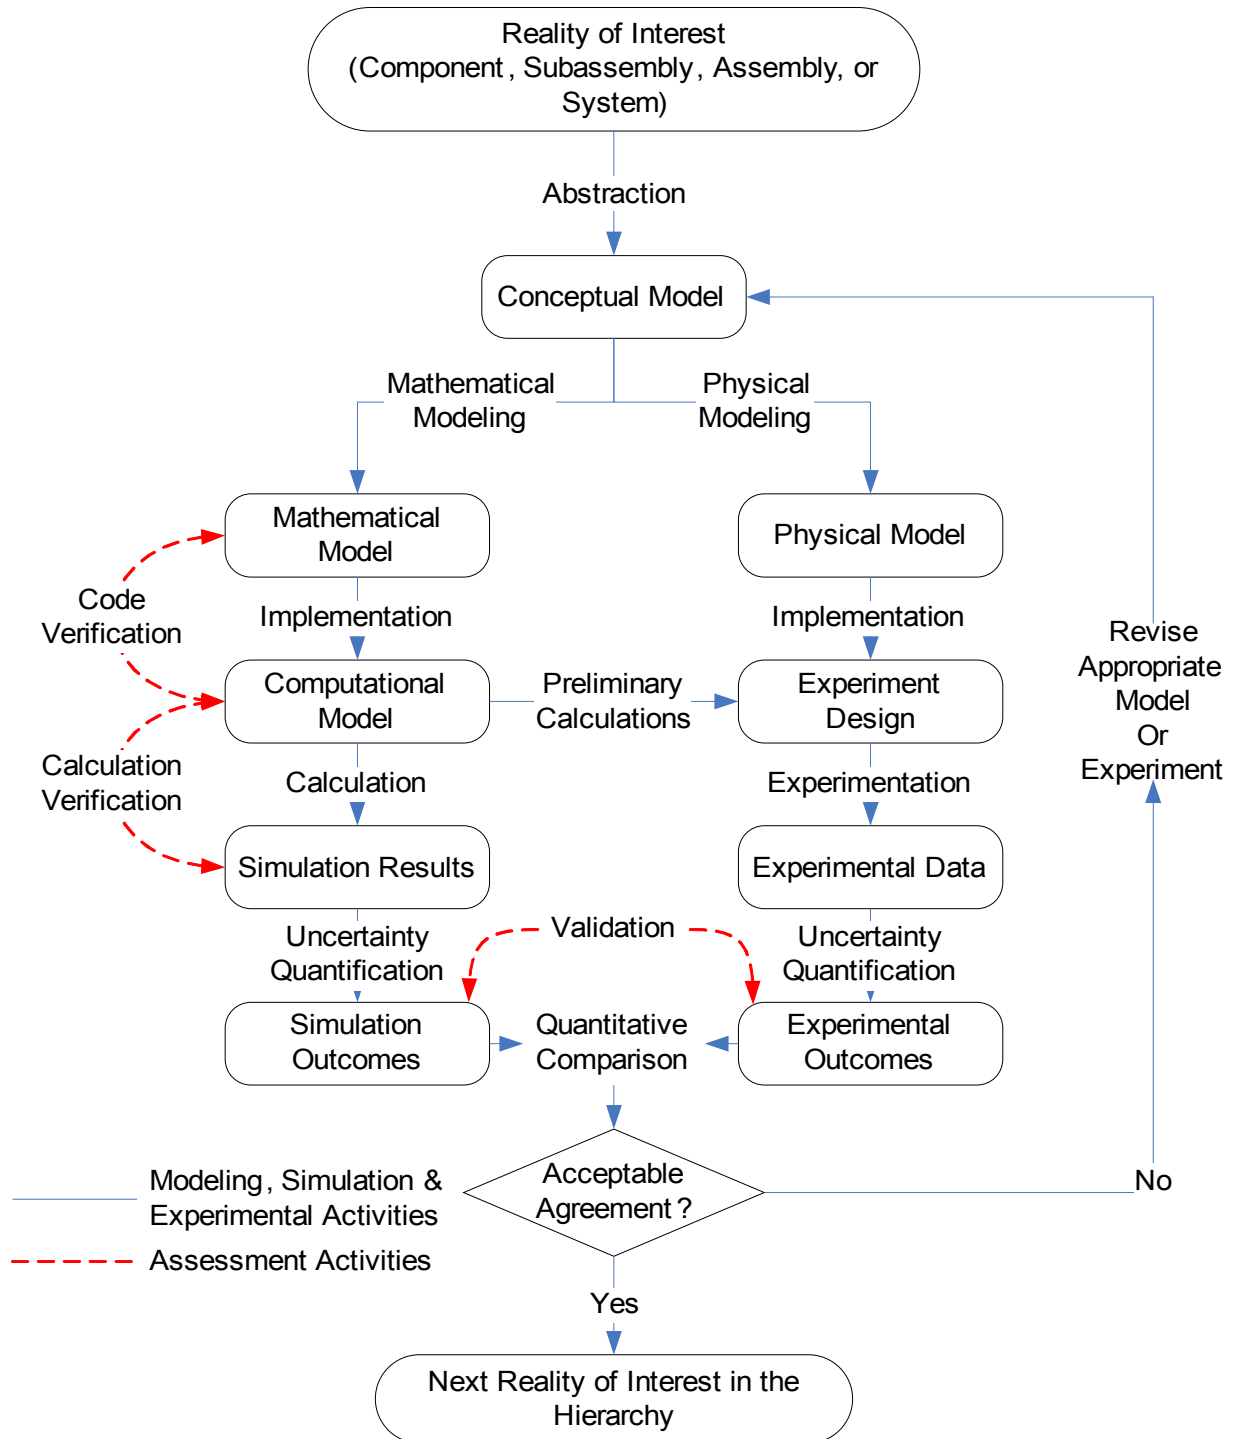 Reality of Interest
(Component, Subassembly, Assembly, or
System)
Abstraction
Conceptual Model
Mathematical
Modeling
Physical
Modeling
Mathematical
Model
Physical Model
Code
Verification
Implementation
Implementation
Revise
Appropriate
Model
Or
Experiment
Computational
Model
Preliminary
Calculations
Experiment
Design
Calculation
Verification
Calculation
Experimentation
Simulation Results
Experimental Data
Uncertainty
Quantification
Validation
Uncertainty
Quantification
Simulation
Outcomes
Quantitative
Comparison
Experimental
Outcomes
Modeling, Simulation &
Experimental Activities
Acceptable
Agreement?
No
Assessment Activities
Yes
Next Reality of Interest in the
Hierarchy